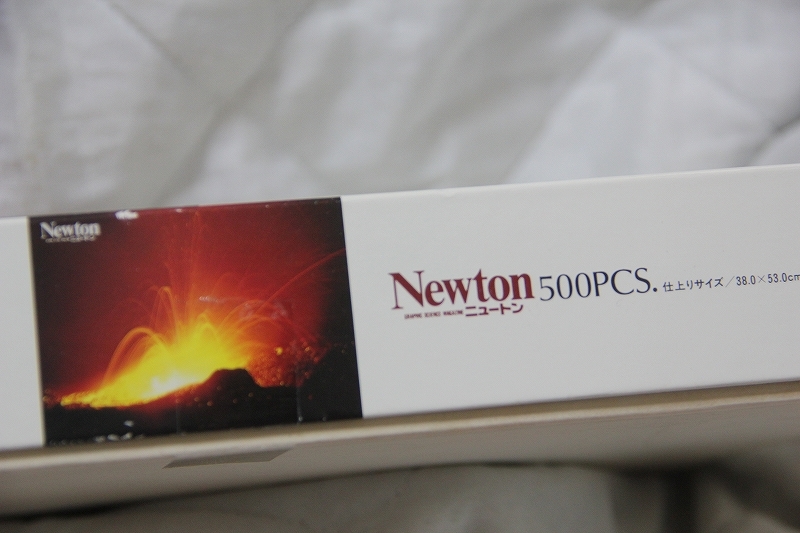 Newton
Newton 500PCS. 仕上りサイズ／38.0×53.0cm
GRAPHIC SCIENCE MAGAZINE ニュートン